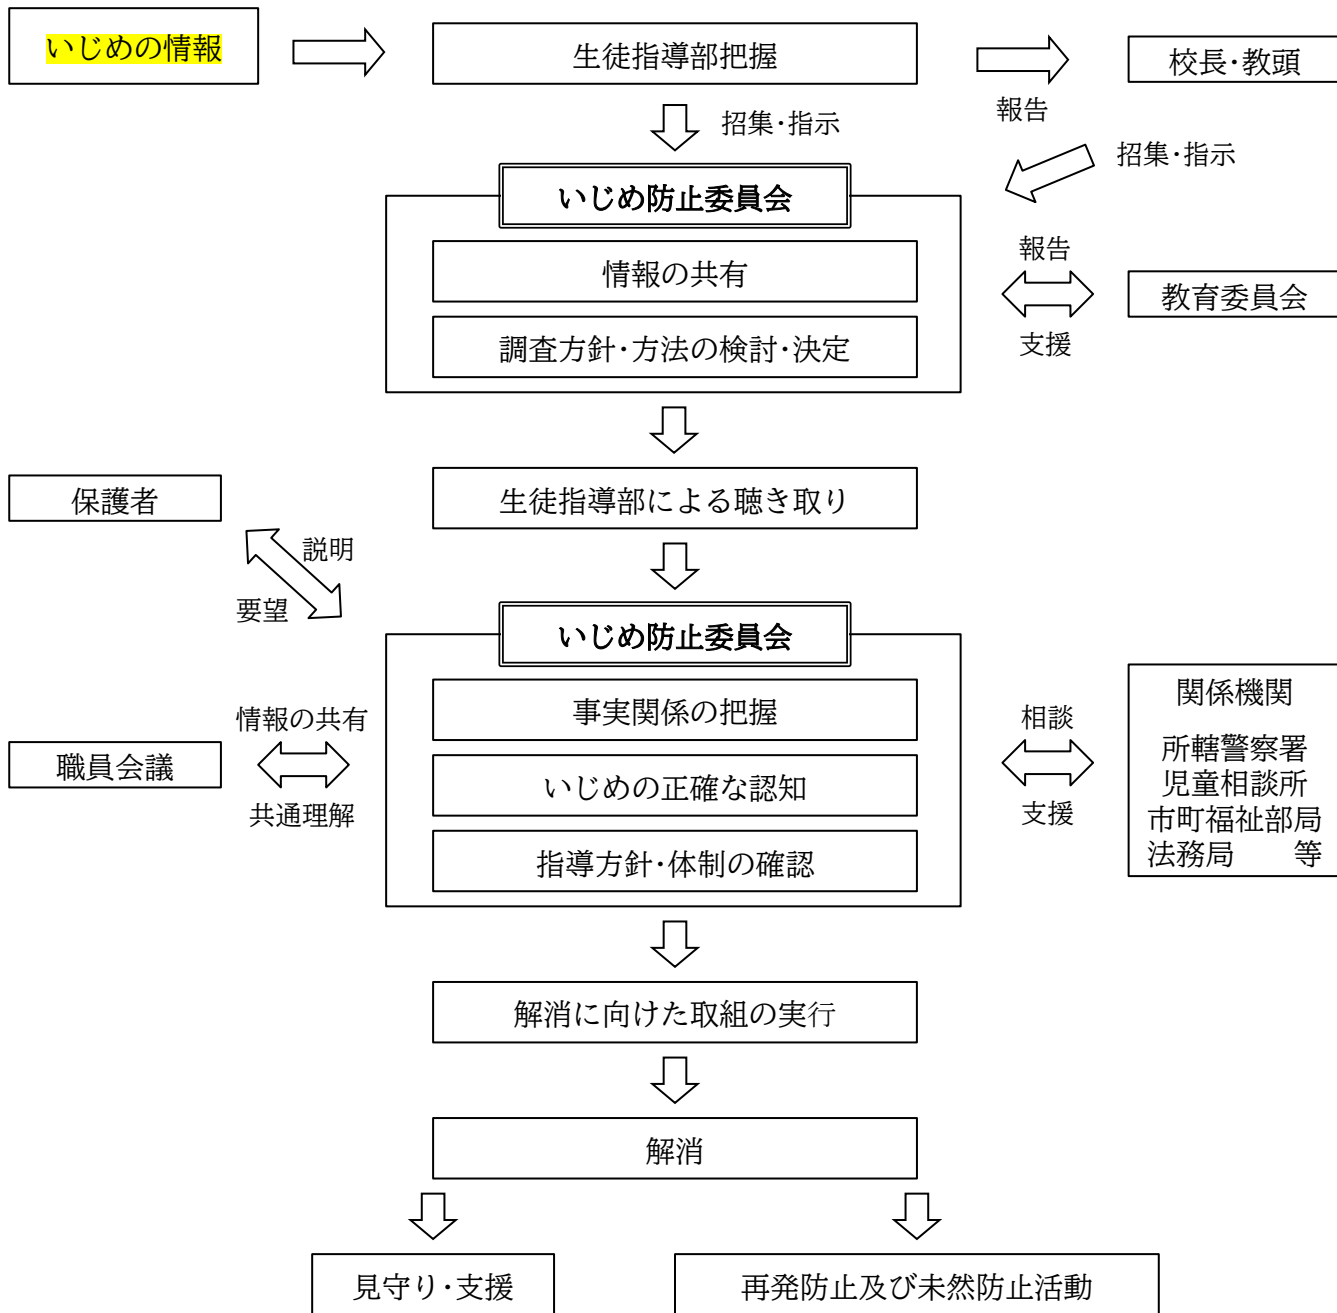 いじめの情報
生徒指導部把握
校長・教頭
報告
招集・指示
招集・指示
いじめ防止委員会
情報の共有
調査方針・方法の検討・決定
報告
支援
教育委員会
保護者
生徒指導部による聴き取り
説明
要望
いじめ防止委員会
事実関係の把握
いじめの正確な認知
指導方針・体制の確認
情報の共有
共通理解
職員会議
相談
支援
関係機関
所轄警察署
児童相談所
市町福祉部局
法務局　　等
解消に向けた取組の実行
解消
見守り・支援
再発防止及び未然防止活動